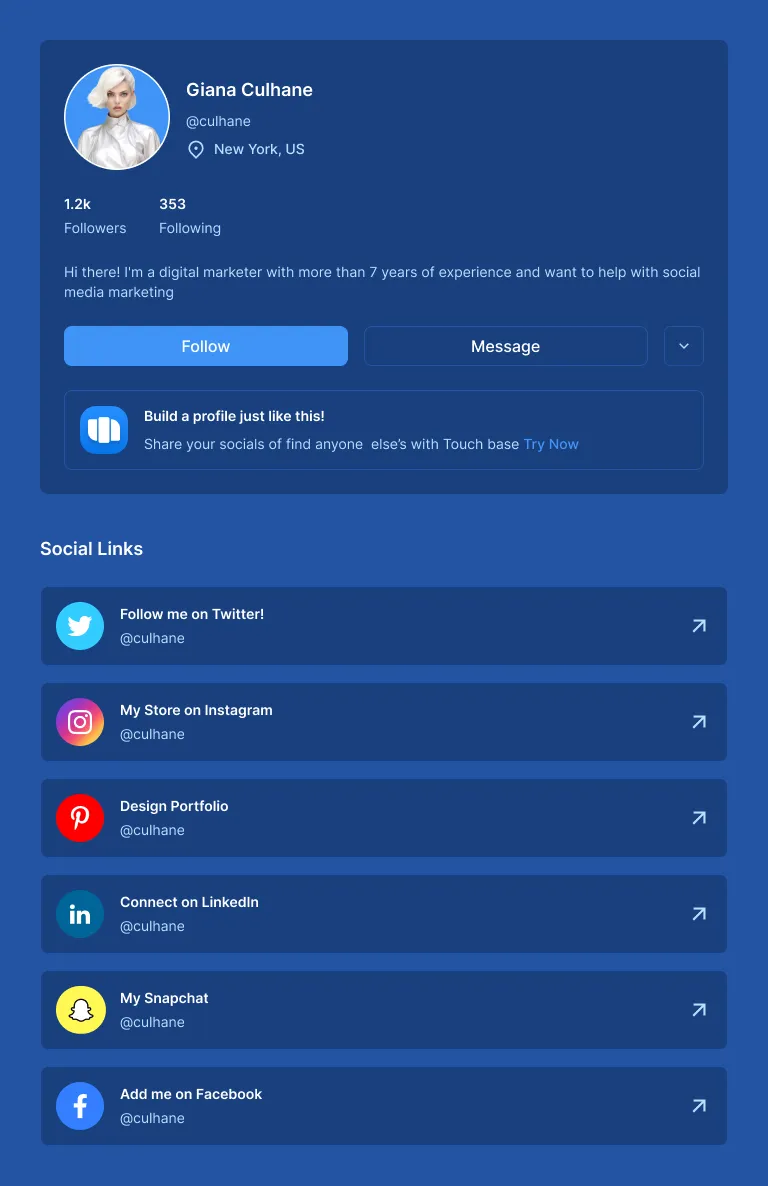 Giana Culhane
@culhane
New York, US
1.2k 353
Followers Following
Hi there! I'm a digital marketer with more than 7 years of experience and want to help with social
media marketing
Follow Message
Build a profile just like this!
Share your socials of find anyone  else’s with Touch base Try Now
Social Links
Follow me on Twitter!
@culhane
My Store on Instagram
@culhane
Design Portfolio
@culhane
in
Connect on LinkedIn
@culhane
My Snapchat
@culhane
Add me on Facebook
@culhane